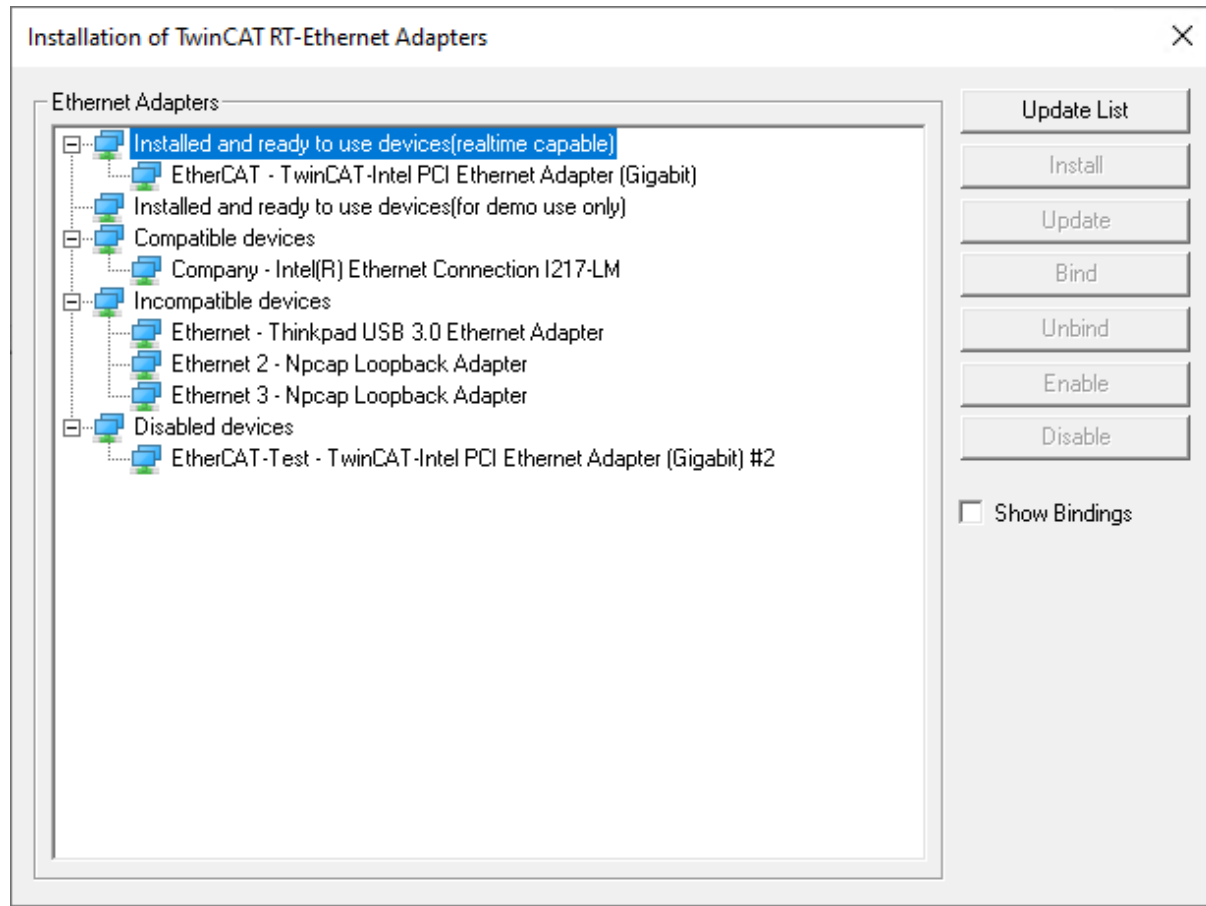 Installation of TwinCAT RT-Ethernet Adapters
Ethernet Adapters
Installed and ready to use devices(realtime capable)
EtherCAT - TwinCAT-Intel PCI Ethernet Adapter (Gigabit)
Installed and ready to use devices(for demo use only)
Compatible devices
Company - Intel(R) Ethernet Connection I217-LM
Incompatible devices
Ethernet - Thinkpad USB 3.0 Ethernet Adapter
Ethernet 2 - Npcap Loopback Adapter
Ethernet 3 - Npcap Loopback Adapter
Disabled devices
EtherCAT-Test - TwinCAT-Intel PCI Ethernet Adapter (Gigabit) #2
Update List
Install
Update
Bind
Unbind
Enable
Disable
Show Bindings